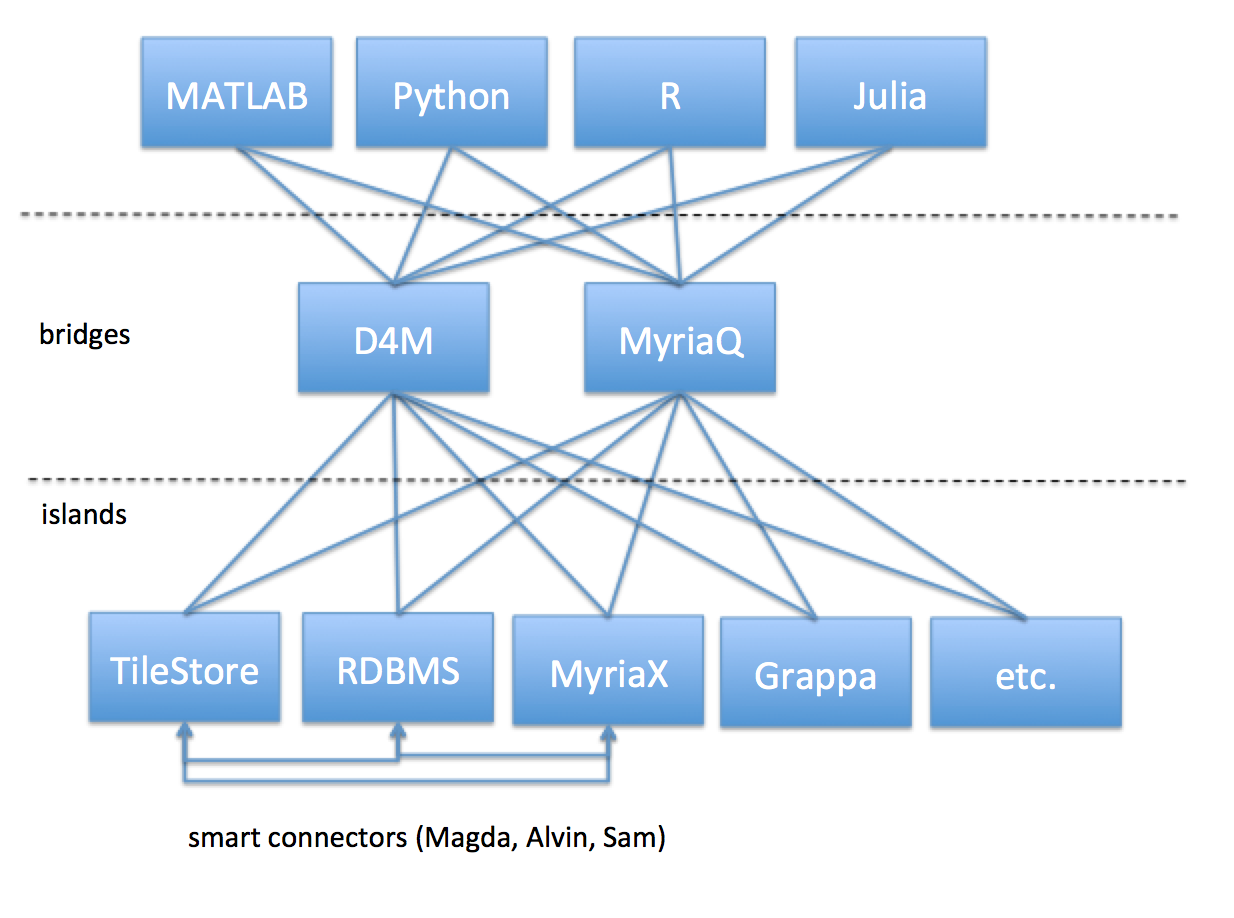 MATLAB
Python
R
Julia
bridges
D4M
MyriaQ
islands
TileStore
RDBMS
MyriaX
Grappa
etc.
smart connectors (Magda, Alvin, Sam)